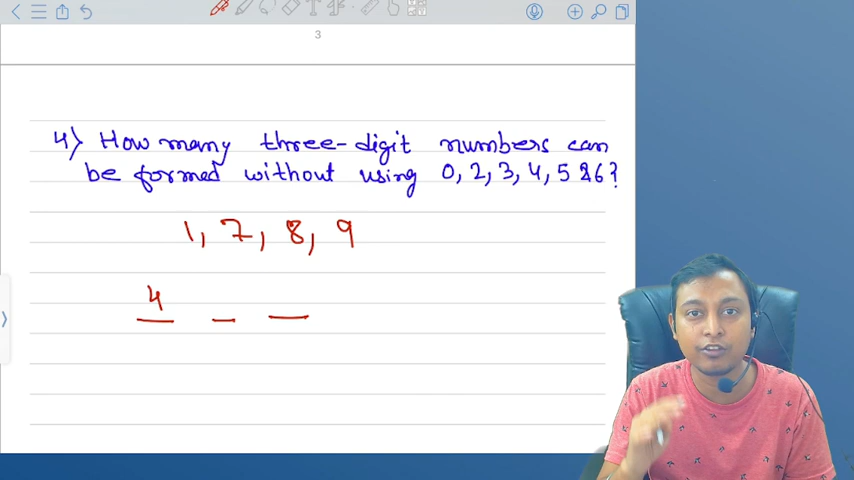 3
4) How many three-digit numbers can
be formed without using 0, 2, 3, 4, 5 & 6?
1, 7, 8, 9
4